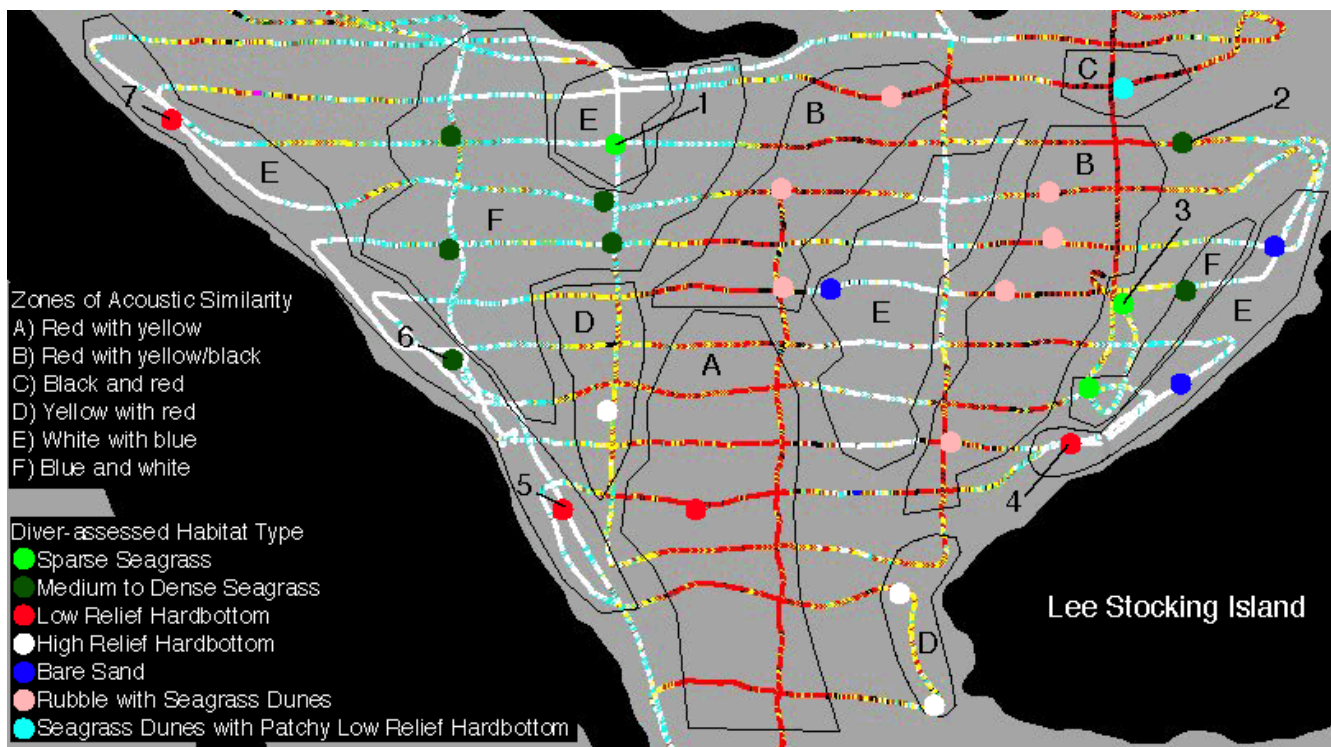 C
1
2
B
7
E
B
E
3
F
F
Zones of Acoustic Similarity
A) Red with yellow
B) Red with yellow/black
C) Black and red
D) Yellow with red
E) White with blue
F) Blue and white
D
E
E
6
A
5
4
Diver-assessed Habitat Type
Sparse Seagrass
Medium to Dense Seagrass
Low Relief Hardbottom
High Relief Hardbottom
Bare Sand
Rubble with Seagrass Dunes
Seagrass Dunes with Patchy Low Relief Hardbottom
Lee Stocking Island
D